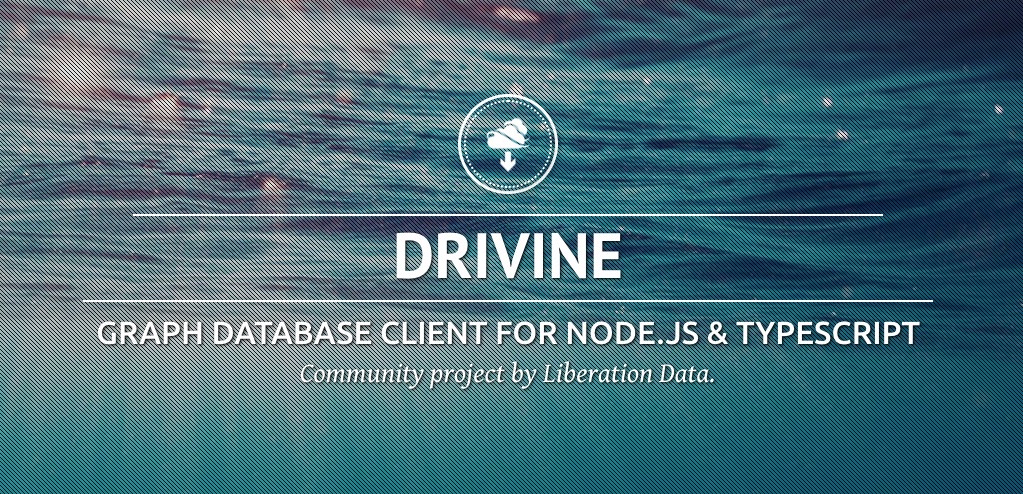 DRIVINE
GRAPH DATABASE CLIENT FOR NODE.JS & TYPESCRIPT
Community project by Liberation Data.